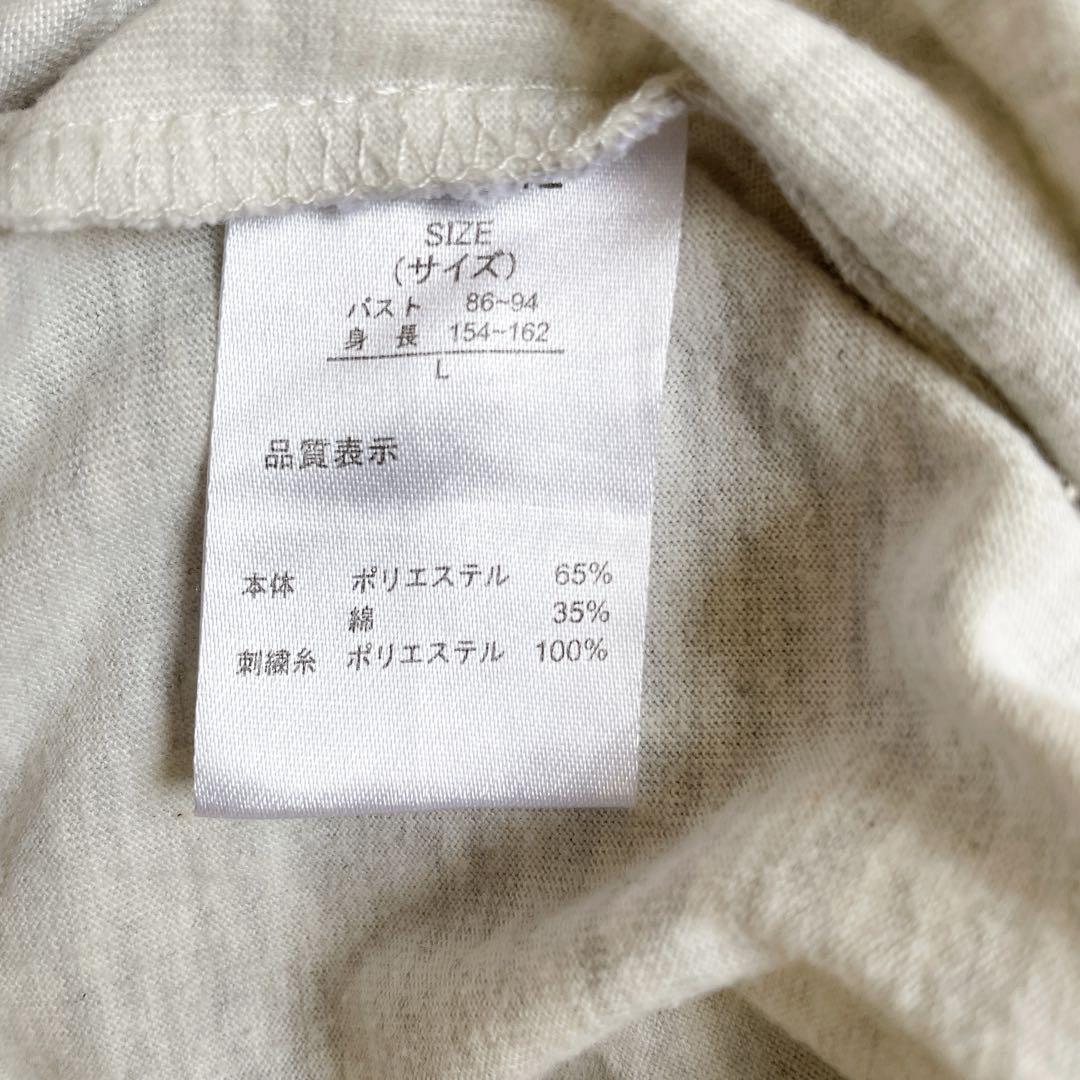 SIZE
(サイズ)
バスト 86~94
身 長 154~162
L
品質表示
本体 ポリエステル 65%
綿 35%
刺繍糸 ポリエステル 100%